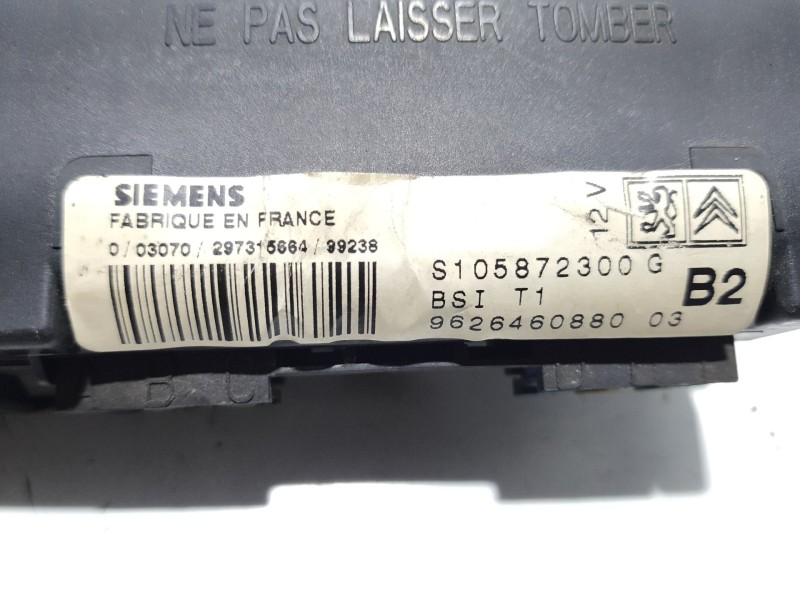 NE PAS LAISSER TOMBER
SIEMENS
FABRIQUE EN FRANCE
0/03070/297315664/99238
12 V
S105872300 G
BSI T1
B2
9626460880 03